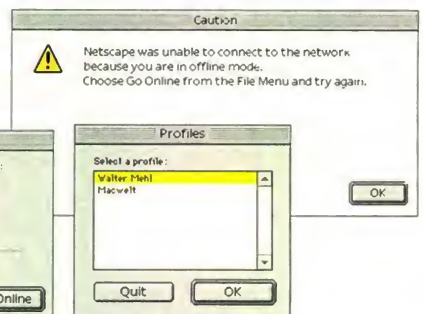 Caution
Netscape was unable to connect to the network
because you are in offline mode.
Choose Go Online from the File Menu and try again.
OK
Profiles
Select a profile:
Walter Mehl
Macwelt
Quit
OK
Online